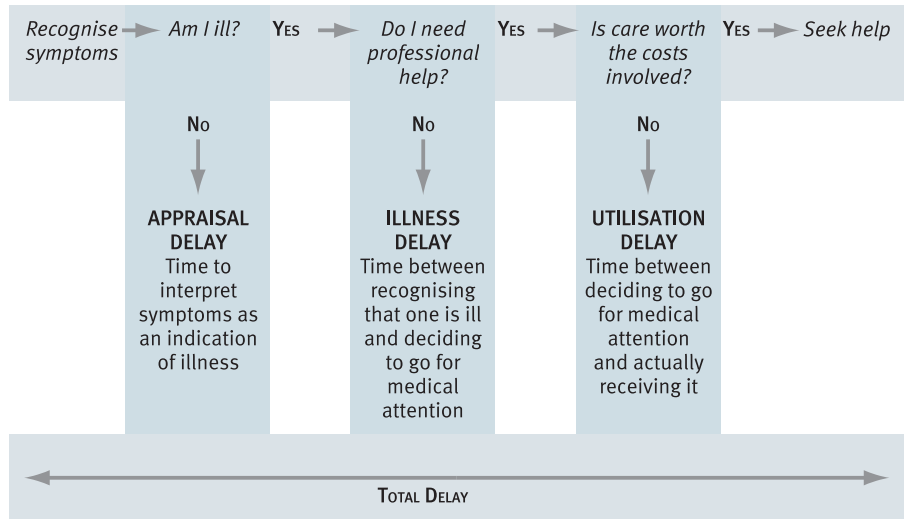 Recognise symptoms
Am I ill?
YES
Do I need professional help?
YES
Is care worth the costs involved?
YES
Seek help
NO
NO
NO
APPRAISAL
DELAY
Time to
interpret
symptoms as
an indication
of illness
ILLNESS
DELAY
Time between
recognising
that one is ill
and deciding
to go for
medical
attention
UTILISATION
DELAY
Time between
deciding to go
for medical
attention
and actually
receiving it
TOTAL DELAY